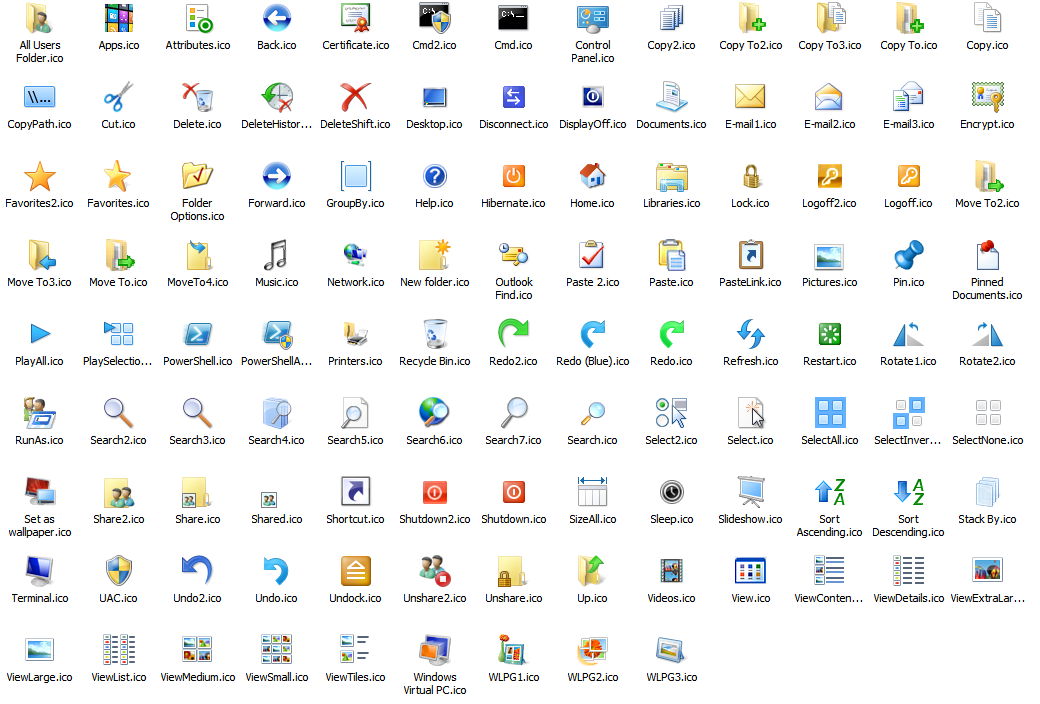 All Users Folder.ico
Apps.ico
Attributes.ico
Back.ico
Certificate.ico
Cmd2.ico
Cmd.ico
Control Panel.ico
Copy2.ico
Copy To2.ico
Copy To3.ico
Copy To.ico
Copy.ico
\\...
CopyPath.ico
Cut.ico
Delete.ico
DeleteHistor...
DeleteShift.ico
Desktop.ico
Disconnect.ico
DisplayOff.ico
Documents.ico
E-mail1.ico
E-mail2.ico
E-mail3.ico
Encrypt.ico
Favorites2.ico
Favorites.ico
Folder Options.ico
Forward.ico
GroupBy.ico
Help.ico
Hibernate.ico
Home.ico
Libraries.ico
Lock.ico
Logoff2.ico
Logoff.ico
Move To2.ico
Move To3.ico
Move To.ico
MoveTo4.ico
Music.ico
Network.ico
New folder.ico
Outlook Find.ico
Paste 2.ico
Paste.ico
PasteLink.ico
Pictures.ico
Pin.ico
Pinned Documents.ico
PlayAll.ico
PlaySelectio...
PowerShell.ico
PowerShellA...
Printers.ico
Recycle Bin.ico
Redo2.ico
Redo (Blue).ico
Redo.ico
Refresh.ico
Restart.ico
Rotate1.ico
Rotate2.ico
RunAs.ico
Search2.ico
Search3.ico
Search4.ico
Search5.ico
Search6.ico
Search7.ico
Search.ico
Select2.ico
Select.ico
SelectAll.ico
SelectInver...
SelectNone.ico
Set as wallpaper.ico
Share2.ico
Share.ico
Shared.ico
Shortcut.ico
Shutdown2.ico
Shutdown.ico
SizeAll.ico
Sleep.ico
Slideshow.ico
Z
A
Sort Ascending.ico
A
Z
Sort Descending.ico
Stack By.ico
Terminal.ico
UAC.ico
Undo2.ico
Undo.ico
Undock.ico
Unshare2.ico
Unshare.ico
Up.ico
Videos.ico
View.ico
ViewConten...
ViewDetails.ico
ViewExtraLar...
ViewLarge.ico
ViewList.ico
ViewMedium.ico
ViewSmall.ico
ViewTiles.ico
Windows Virtual PC.ico
WLPG1.ico
WLPG2.ico
WLPG3.ico